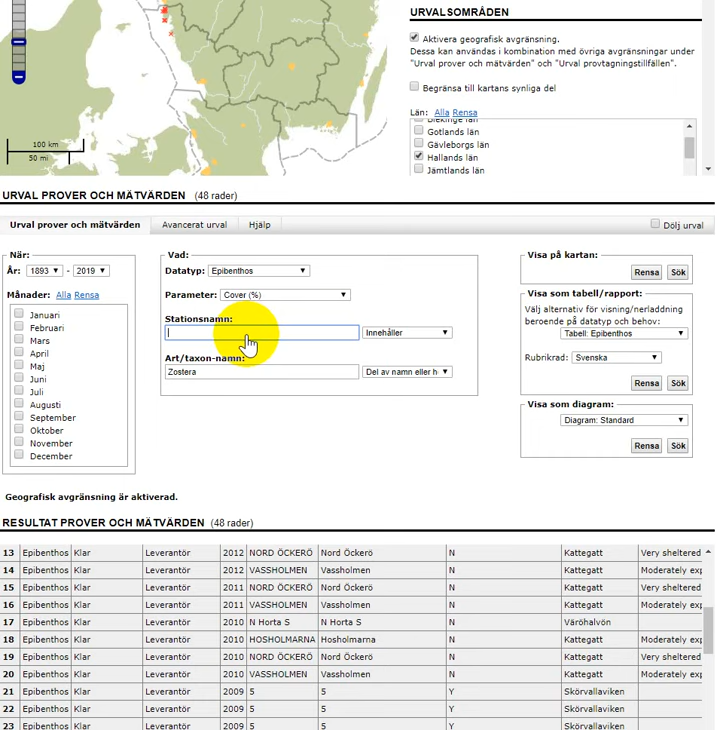 100 km
50 mi
URVALSOMRÅDEN
Aktivera geografisk avgränsning.
Dessa kan användas i kombination med övriga avgränsningar under
"Urval prover och mätvärden" och "Urval provtagningstillfällen".
Begränsa till kartans synliga del
Län: Alla Rensa
Blekinge län
Gotlands län
Gävleborgs län
Hallands län
Jämtlands län
URVAL PROVER OCH MÄTVÄRDEN (48 rader)
Urval prover och mätvärden Avancerat urval Hjälp Dölj urval
När:
År: 1893 - 2019
Månader: Alla Rensa
Januari
Februari
Mars
April
Maj
Juni
Juli
Augusti
September
Oktober
November
December
Vad:
Datatyp: Epibenthos
Parameter: Cover (%)
Stationsnamn:
Innehåller
Art/taxon-namn:
Zostera Del av namn eller h
Visa på kartan:
Rensa Sök
Visa som tabell/rapport:
Välj alternativ för visning/nerladdning
beroende på datatyp och behov:
Tabell: Epibenthos
Rubrikrad: Svenska
Rensa Sök
Visa som diagram:
Diagram: Standard
Rensa Sök
Geografisk avgränsning är aktiverad.
RESULTAT PROVER OCH MÄTVÄRDEN (48 rader)
13 Epibenthos Klar Leverantör 2012 NORD ÖCKERÖ Nord Öckerö N Kattegatt Very sheltered
14 Epibenthos Klar Leverantör 2012 VASSHOLMEN Vassholmen N Kattegatt Moderately exp
15 Epibenthos Klar Leverantör 2011 NORD ÖCKERÖ Nord Öckerö N Kattegatt Very sheltered
16 Epibenthos Klar Leverantör 2011 VASSHOLMEN Vassholmen N Kattegatt Moderately exp
17 Epibenthos Klar Leverantör 2010 N Horta S N Horta S N Väröhalvön
18 Epibenthos Klar Leverantör 2010 HOSHOLMARNA Hosholmarna N Kattegatt Moderately exp
19 Epibenthos Klar Leverantör 2010 NORD ÖCKERÖ Nord Öckerö N Kattegatt Very sheltered
20 Epibenthos Klar Leverantör 2010 VASSHOLMEN Vassholmen N Kattegatt Moderately exp
21 Epibenthos Klar Leverantör 2009 5 5 Y Skörvallaviken
22 Epibenthos Klar Leverantör 2009 5 5 Y Skörvallaviken
23 Epibenthos Klar Leverantör 2009 5 5 Y Skörvallaviken